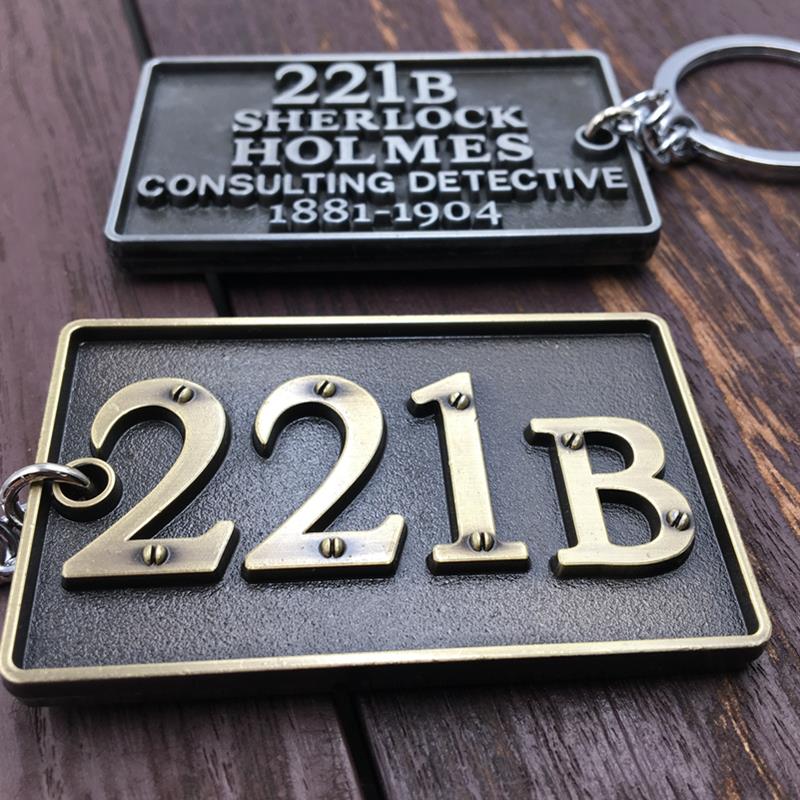 221B
SHERLOCK
HOLMES
CONSULTING DETECTIVE
1881-1904
221B